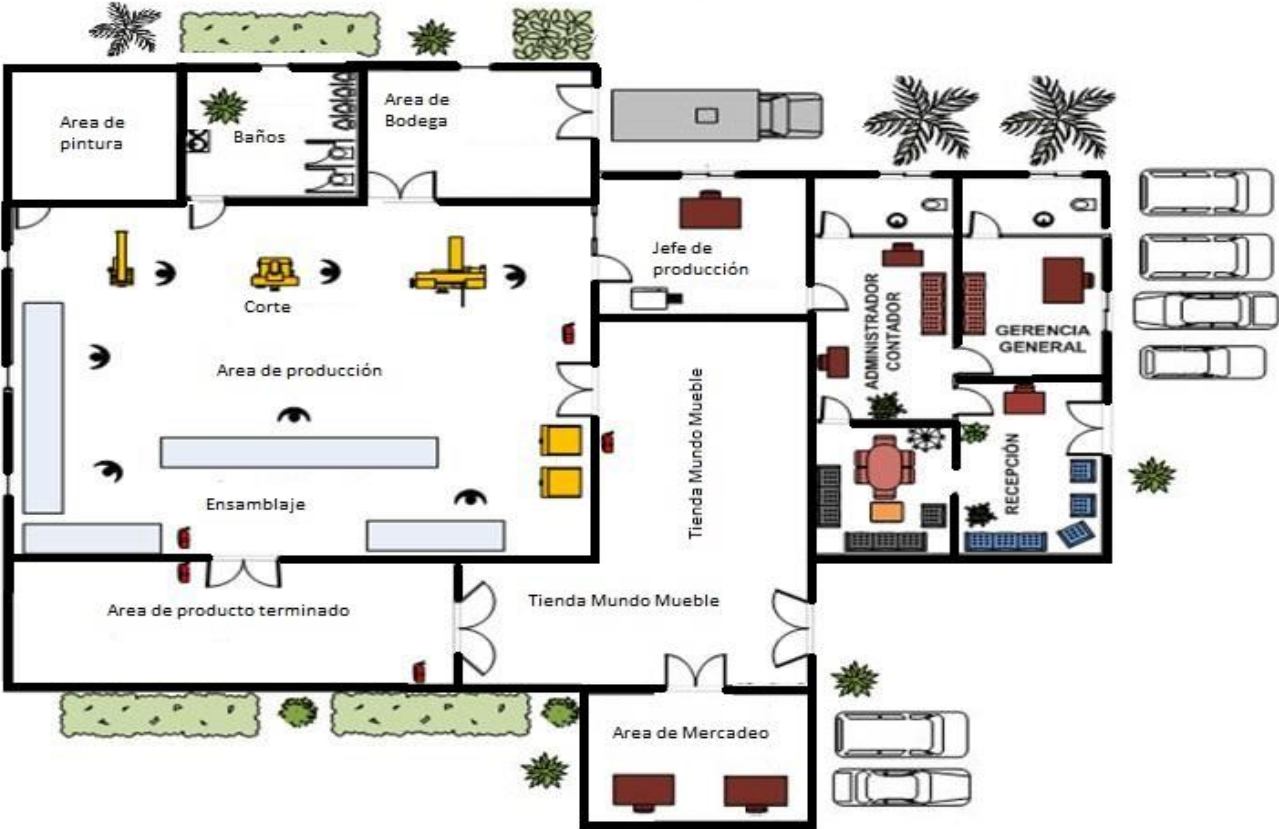 Area de
pintura
Baños
Area de
Bodega
Jefe de
producción
Corte
ADMINISTRADOR
CONTADOR
GERENCIA
GENERAL
Area de producción
Tienda Mundo Mueble
RECEPCIÓN
Ensamblaje
Area de producto terminado
Tienda Mundo Mueble
Area de Mercadeo